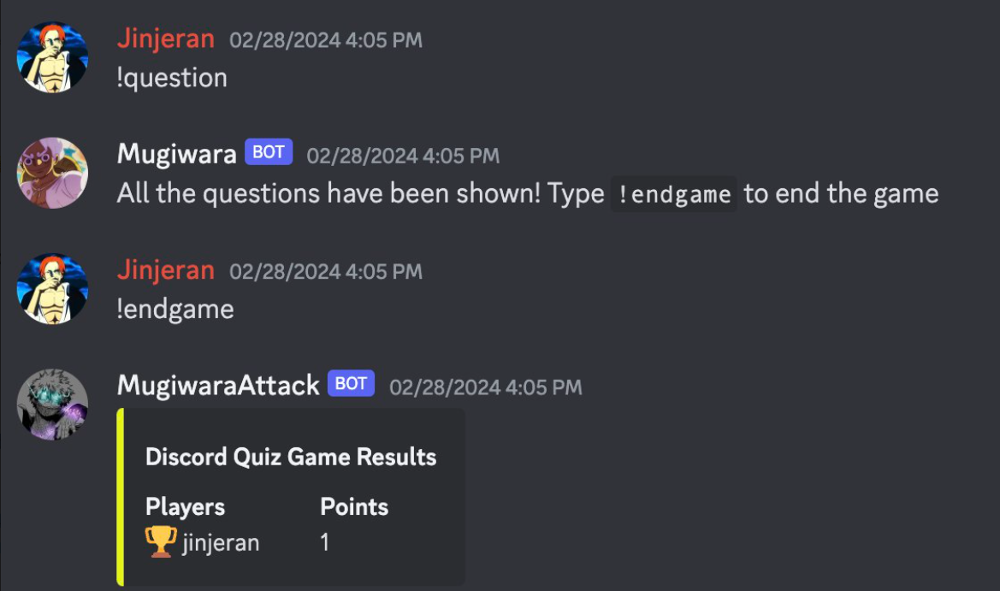 Jinjeran 02/28/2024 4:05 PM
!question
Mugiwara BOT 02/28/2024 4:05 PM
All the questions have been shown! Type !endgame to end the game
Jinjeran 02/28/2024 4:05 PM
!endgame
MugiwaraAttack BOT 02/28/2024 4:05 PM
Discord Quiz Game Results
Players Points
🏆 jinjeran 1